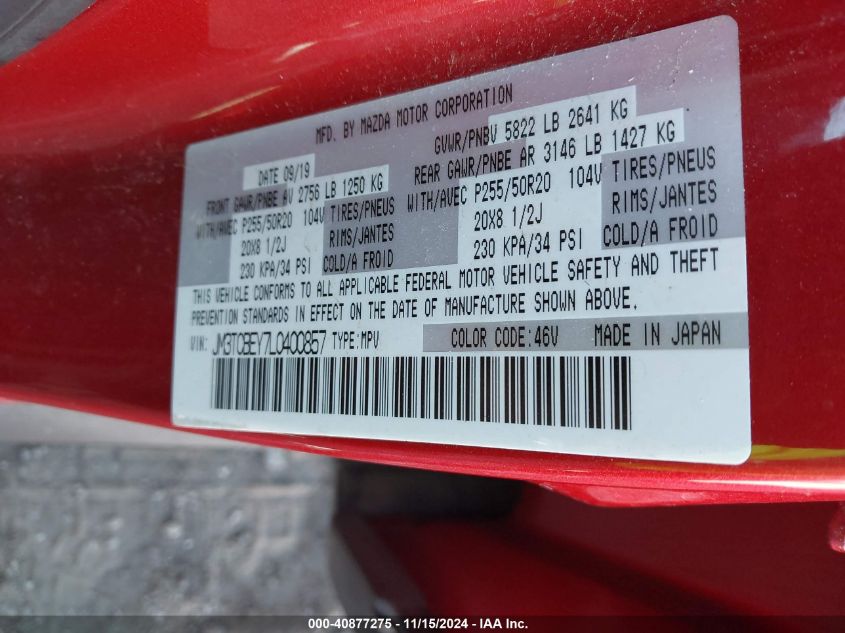 MFD. BY MAZDA MOTOR CORPORATION
DATE 09/19 GVWR/PNBV 5822 LB 2641 KG
FRONT GAWR/PNBE AV 2756 LB 1250 KG REAR GAWR/PNBE AR 3146 LB 1427 KG
WITH/AVEC P255/50R20 104V TIRES/PNEUS WITH/AVEC P255/50R20 104V TIRES/PNEUS
20X8 1/2J RIMS/JANTES 20X8 1/2J RIMS/JANTES
230 KPA/34 PSI COLD/A FROID 230 KPA/34 PSI COLD/A FROID
THIS VEHICLE CONFORMS TO ALL APPLICABLE FEDERAL MOTOR VEHICLE SAFETY AND THEFT
PREVENTION STANDARDS IN EFFECT ON THE DATE OF MANUFACTURE SHOWN ABOVE.
VIN: JM3TCBEY7L0400857 TYPE:MPV COLOR CODE:46V MADE IN JAPAN
000-40877275 - 11/15/2024 - IAA Inc.